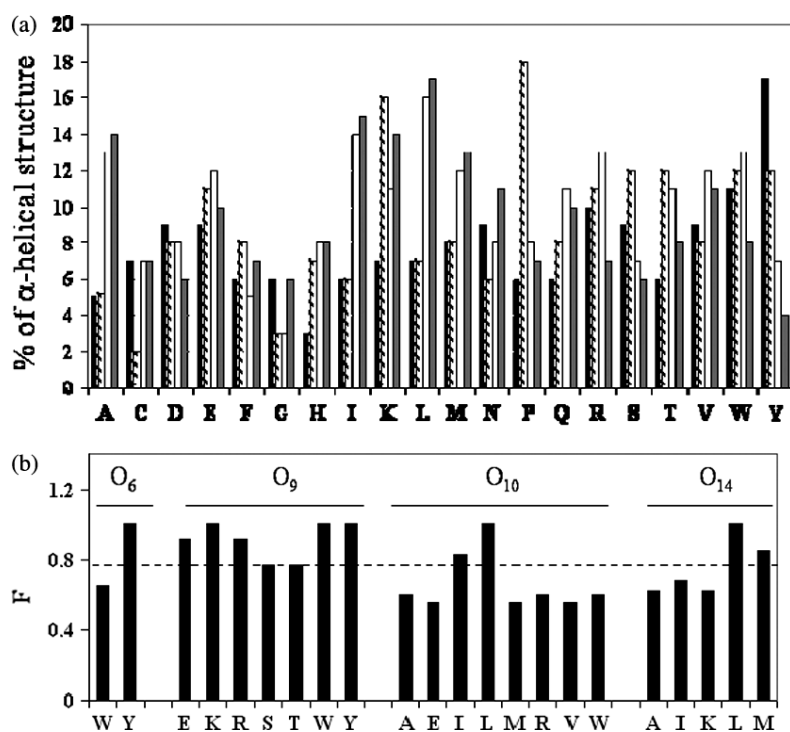 (a)
% of α-helical structure
20
18
16
14
12
10
8
6
4
2
0
A C D E F G H I K L M N P Q R S T V W Y
(b)
F
1.2
0.8
0.4
0
O6 O9 O10 O14
W Y E K R S T W Y A E I L M R V W A I K L M